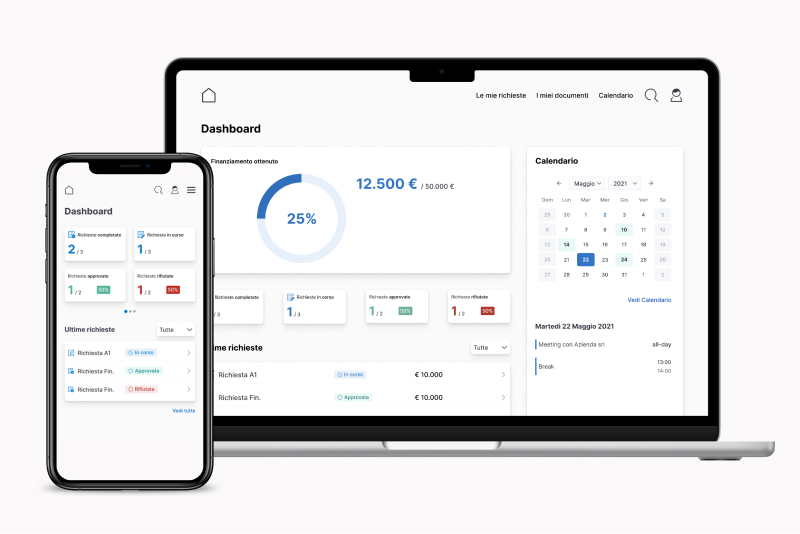 Le mie richieste I miei documenti Calendario
Dashboard
Finanziamento ottenuto
12.500 € / 50.000 €
25%
Richieste completate
/ 3
Richieste in corso
1 / 3
Richieste approvate
1 / 2 50%
Richieste rifiutate
1 / 2 50%
me richieste
Tutte
Richiesta A1 In corso € 10.000
Richiesta Fin. Approvata € 10.000
Calendario
Maggio 2021
Dom Lun Mar Mer Gio Ven Sa
29 30 1 2 3 4 5
6 7 8 9 10 11 12
13 14 15 16 17 18 19
20 21 22 23 24 25 26
27 28 29 30 31 1 2
Vedi Calendario
Martedì 22 Maggio 2021
Meeting con Azienda srl all-day
Break 13:00
14:00
Dashboard
Richieste completate
2 / 3
Richieste in corso
1 / 3
Richieste approvate
1 / 2 50%
Richieste rifiutate
1 / 2 50%
Ultime richieste
Tutte
Richiesta A1 In corso
Richiesta Fin. Approvata
Richiesta Fin. Rifiutata
Vedi tutte